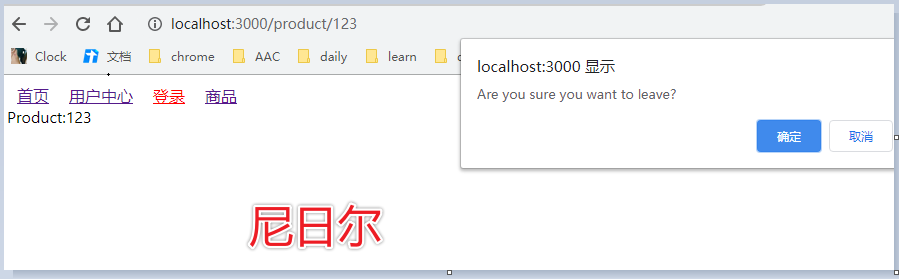 localhost:3000/product/123
Clock 文档 chrome AAC daily learn
localhost:3000 显示
Are you sure you want to leave?
确定 取消
首页 用户中心 登录 商品
Product:123
尼日尔